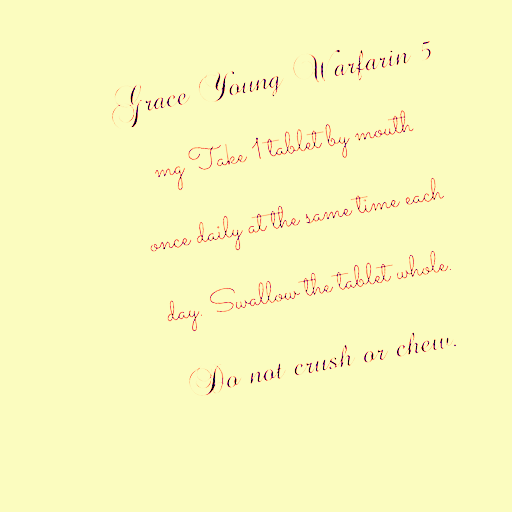 Grace Young Warfarin 5
mg Take 1 tablet by mouth
once daily at the same time each
day. Swallow the tablet whole.
Do not crush or chew.